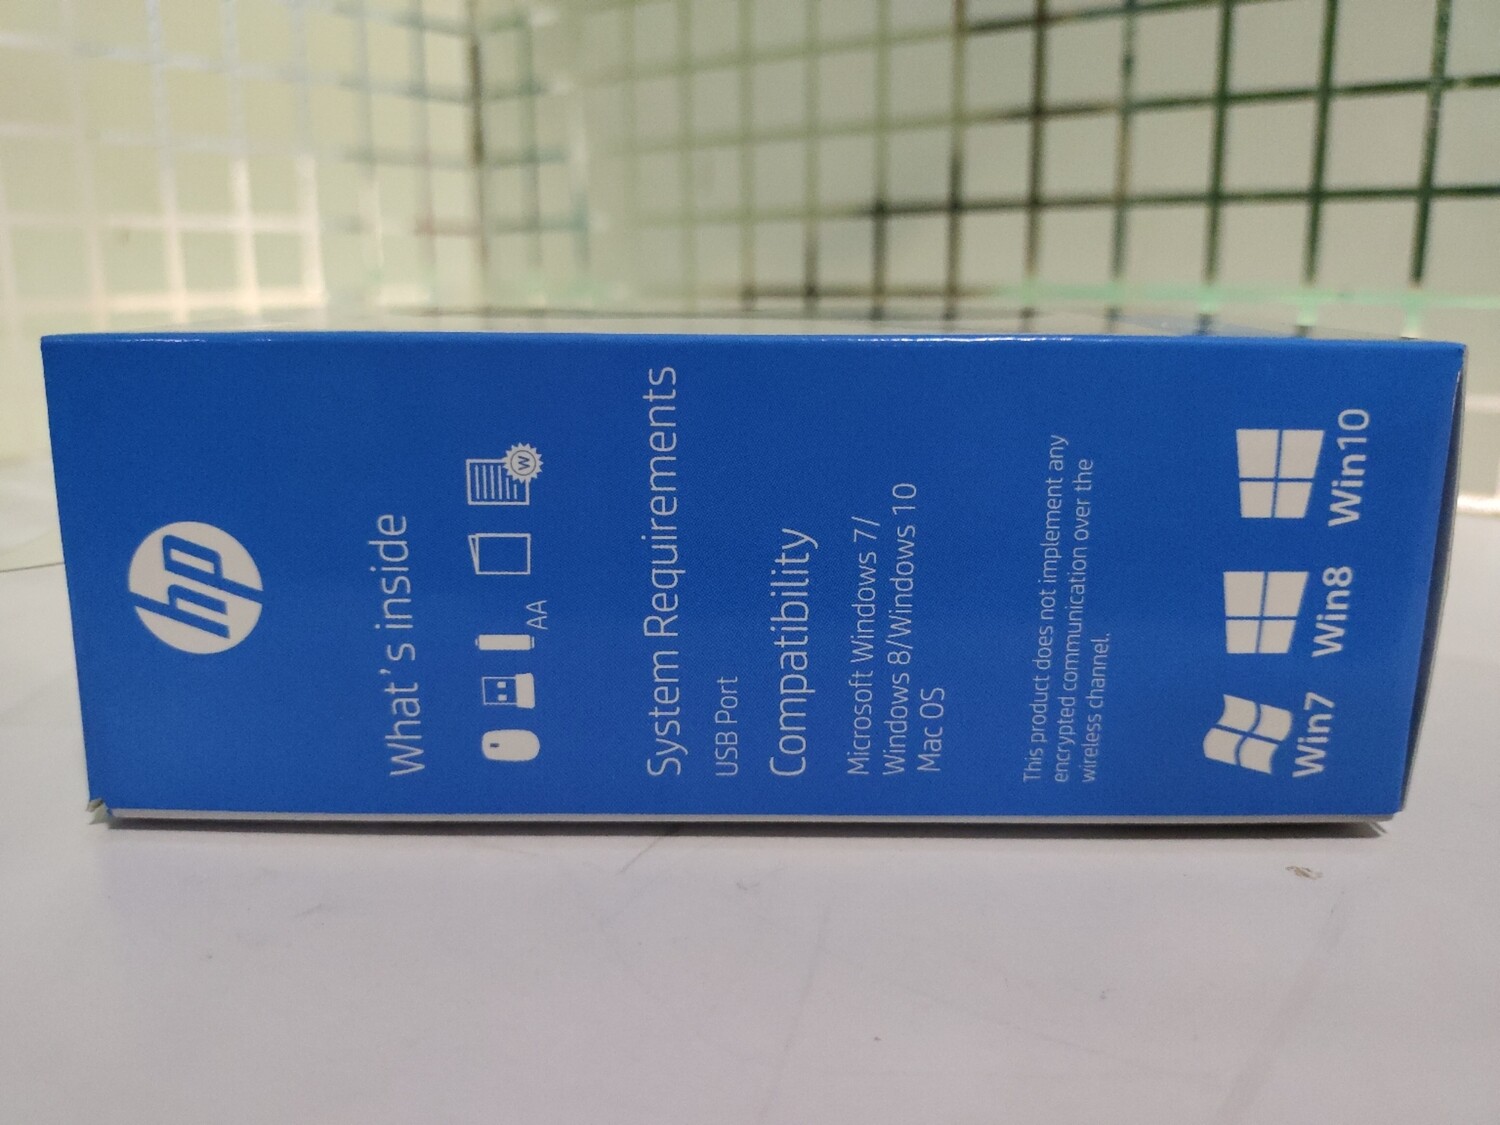 hp
What's inside
AA
W
System Requirements
USB Port
Compatibility
Microsoft Windows 7/
Windows 8/Windows 10
Mac OS
This product does not implement any
encrypted communication over the
wireless channel.
Win7 Win8 Win10